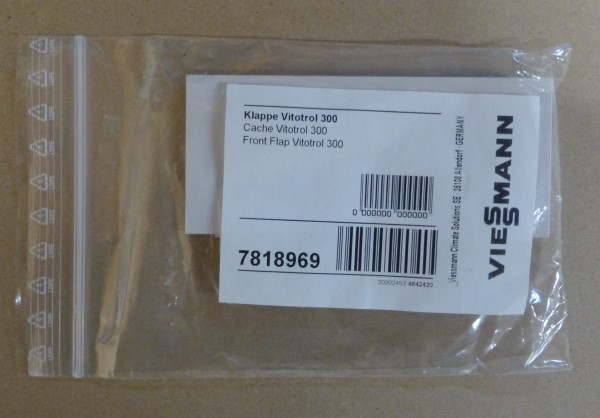 Klappe Vitotrol 300
Cache Vitotrol 300
Front Flap Vitotrol 300
0 000000 000000
7818969
4842420
Viessmann Climate Solutions SE · 35108 Allendorf · GERMANY
VIESSMANN